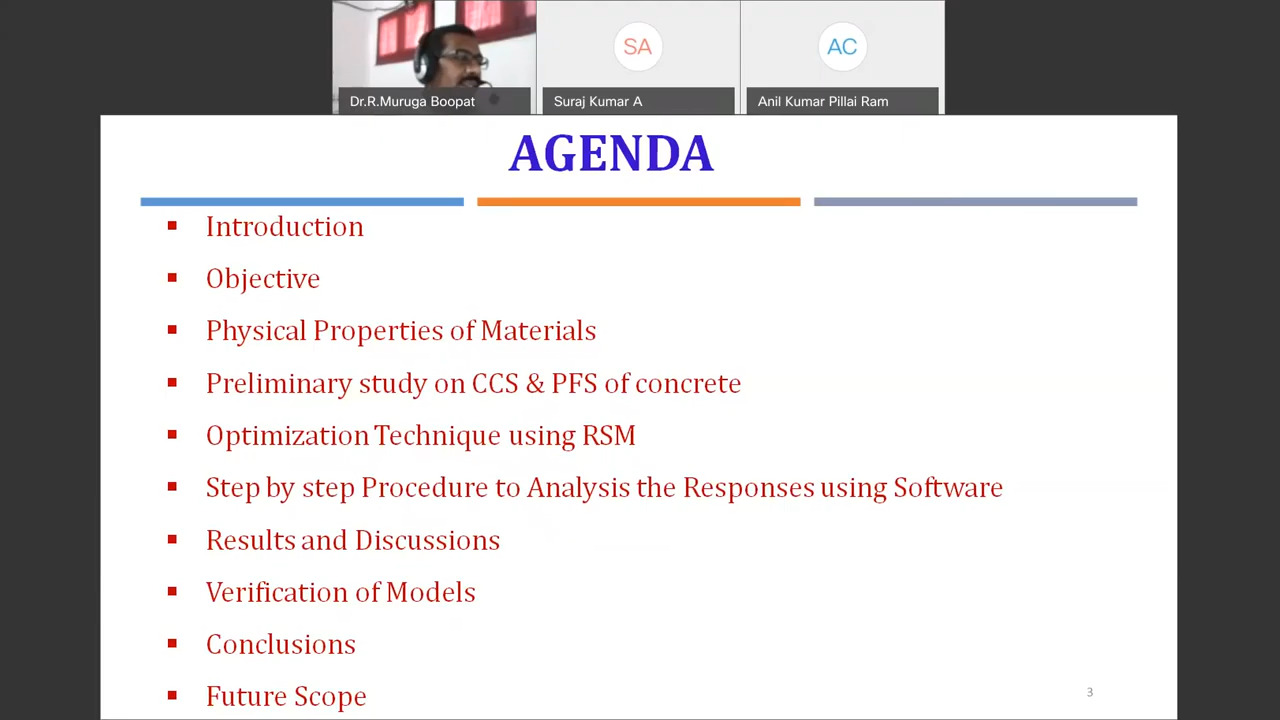 SA
AC
Dr.R.Muruga Boopat
Suraj Kumar A
Anil Kumar Pillai Ram
AGENDA
Introduction
Objective
Physical Properties of Materials
Preliminary study on CCS & PFS of concrete
Optimization Technique using RSM
Step by step Procedure to Analysis the Responses using Software
Results and Discussions
Verification of Models
Conclusions
Future Scope
3